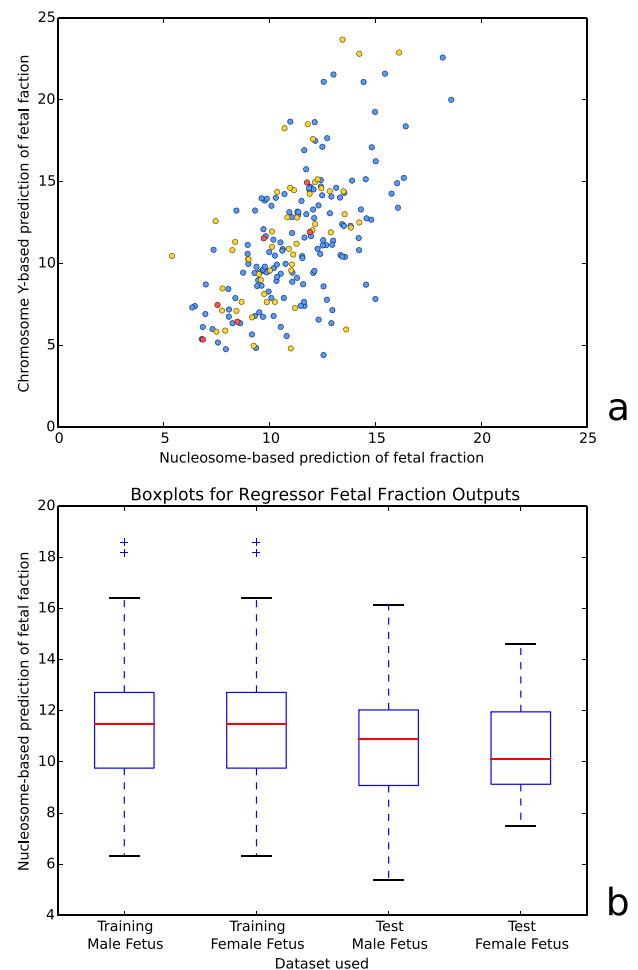 25
20
15
10
5
0
0 5 10 15 20 25
Chromosome Y-based prediction of fetal faction
Nucleosome-based prediction of fetal fraction
a
Boxplots for Regressor Fetal Fraction Outputs
20
18
16
14
12
10
8
6
4
Nucleosome-based prediction of fetal faction
Training Training Test Test
Male Fetus Female Fetus Male Fetus Female Fetus
Dataset used
b